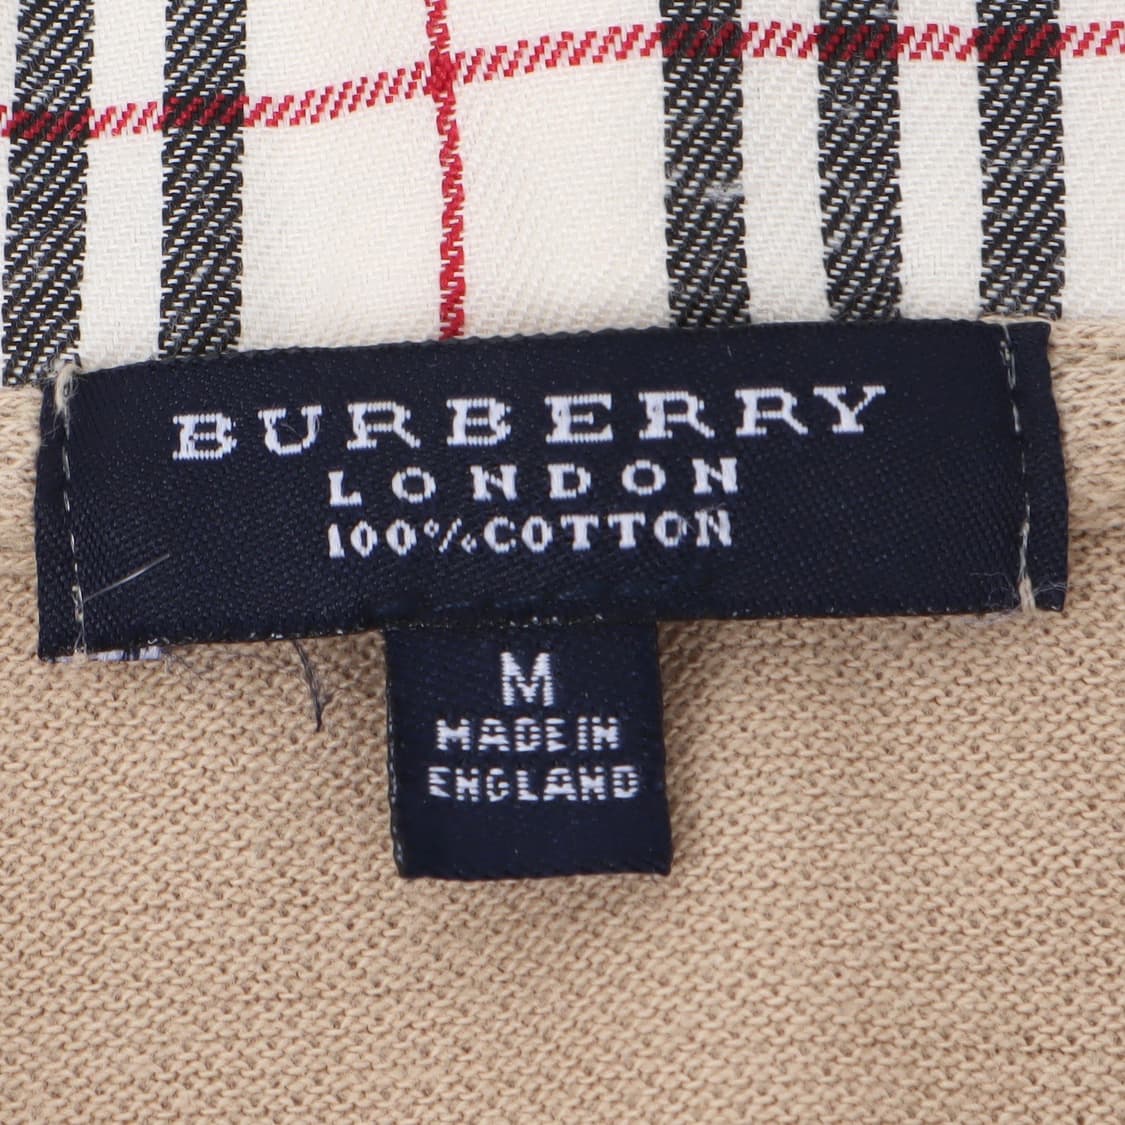 BURBERRY
LONDON
100%COTTON
M
MADE IN
ENGLAND